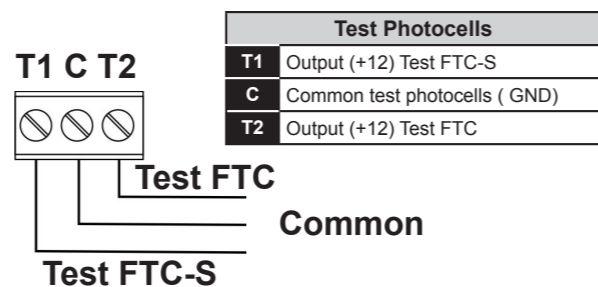 Test Photocells
T1 Output (+12) Test FTC-S
C Common test photocells ( GND)
T2 Output (+12) Test FTC
T1 C T2
Test FTC
Common
Test FTC-S